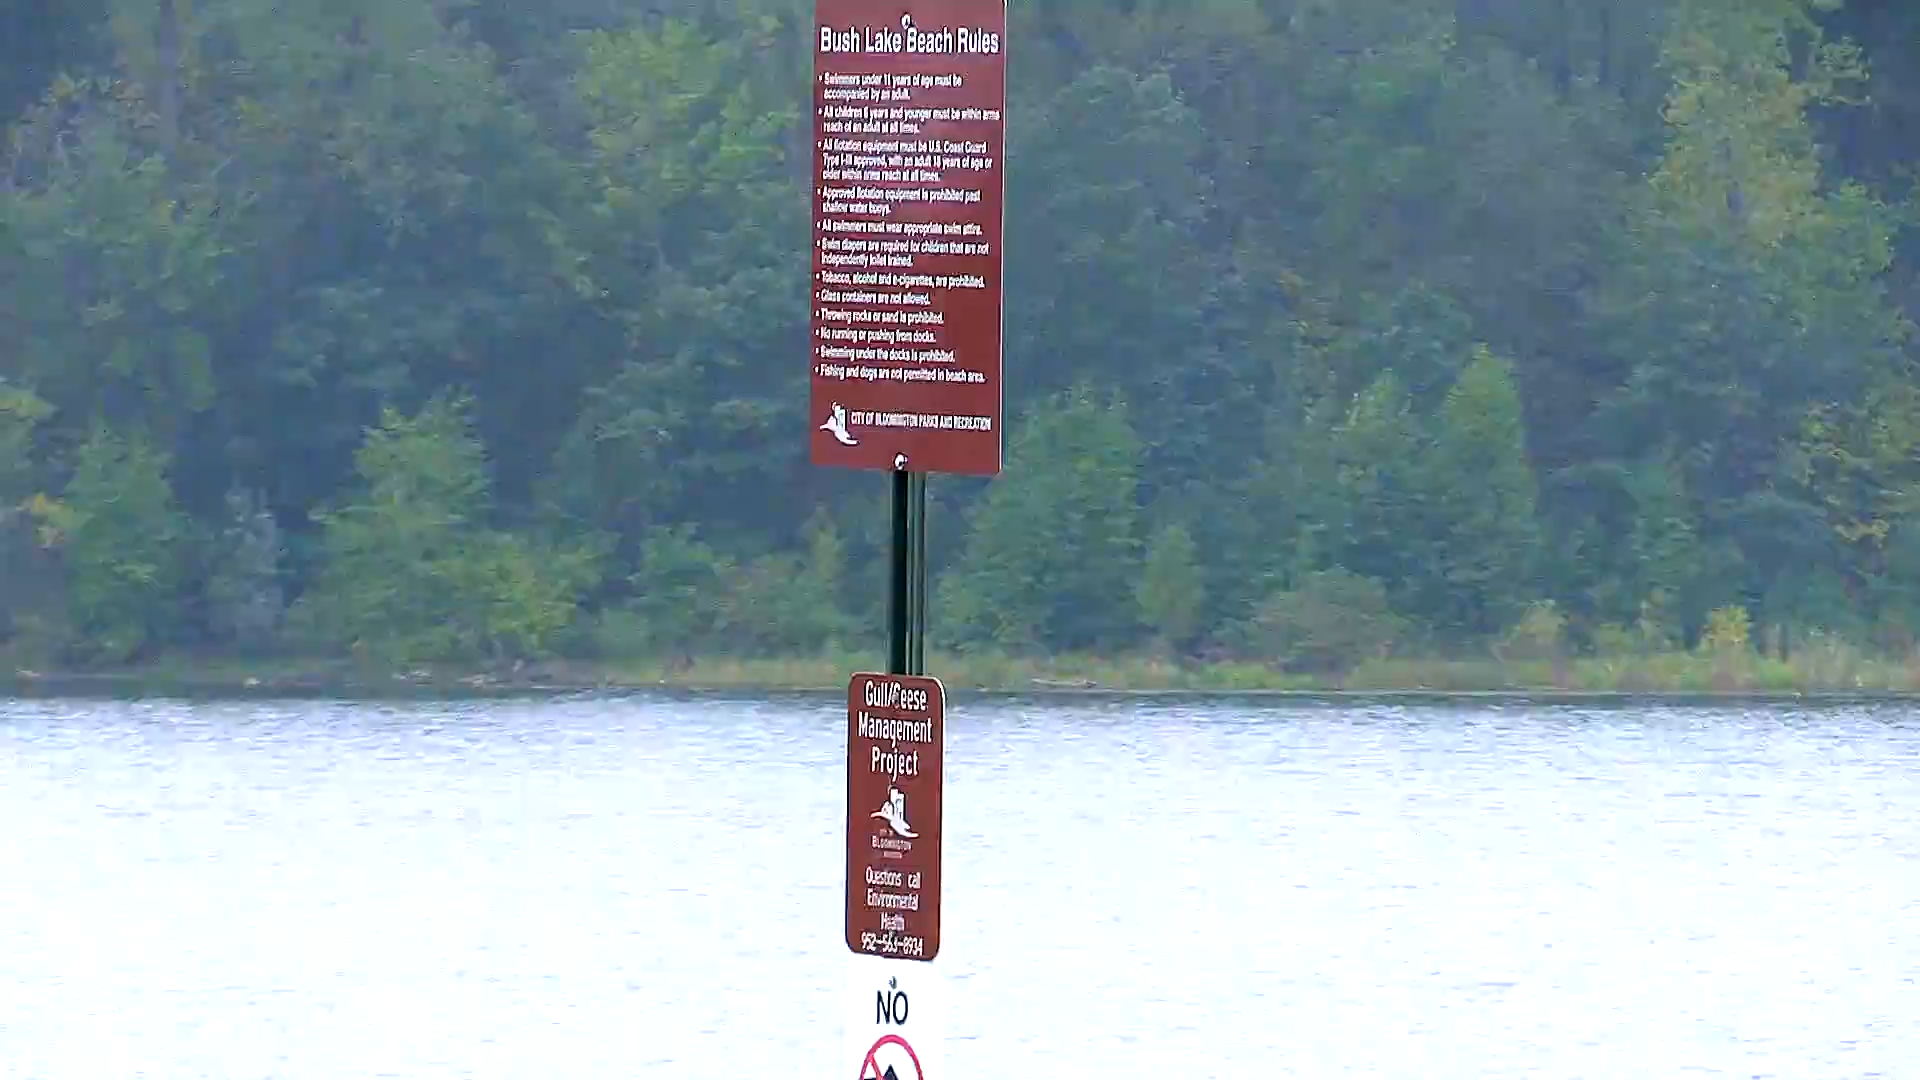 Bush Lake Beach Rules
• Swimmers under 11 years of age must be
accompanied by an adult.
• All children 6 years and younger must be within arms
reach of an adult at all times.
• All flotation equipment must be U.S. Coast Guard
Type I-III approved, with an adult 18 years of age or
older within arms reach at all times.
• Approved flotation equipment is prohibited past
shallow water buoys.
• All swimmers must wear appropriate swim attire.
• Swim diapers are required for children that are not
independently toilet trained.
• Tobacco, alcohol and e-cigarettes, are prohibited.
• Glass containers are not allowed.
• Throwing rocks or sand is prohibited.
• No running or pushing from docks.
• Swimming under the docks is prohibited.
• Fishing and dogs are not permitted in beach area.
CITY OF BLOOMINGTON PARKS AND RECREATION
Gull/Geese
Management
Project
BLOOMINGTON
Questions call
Environmental
Health
952-563-8934
NO